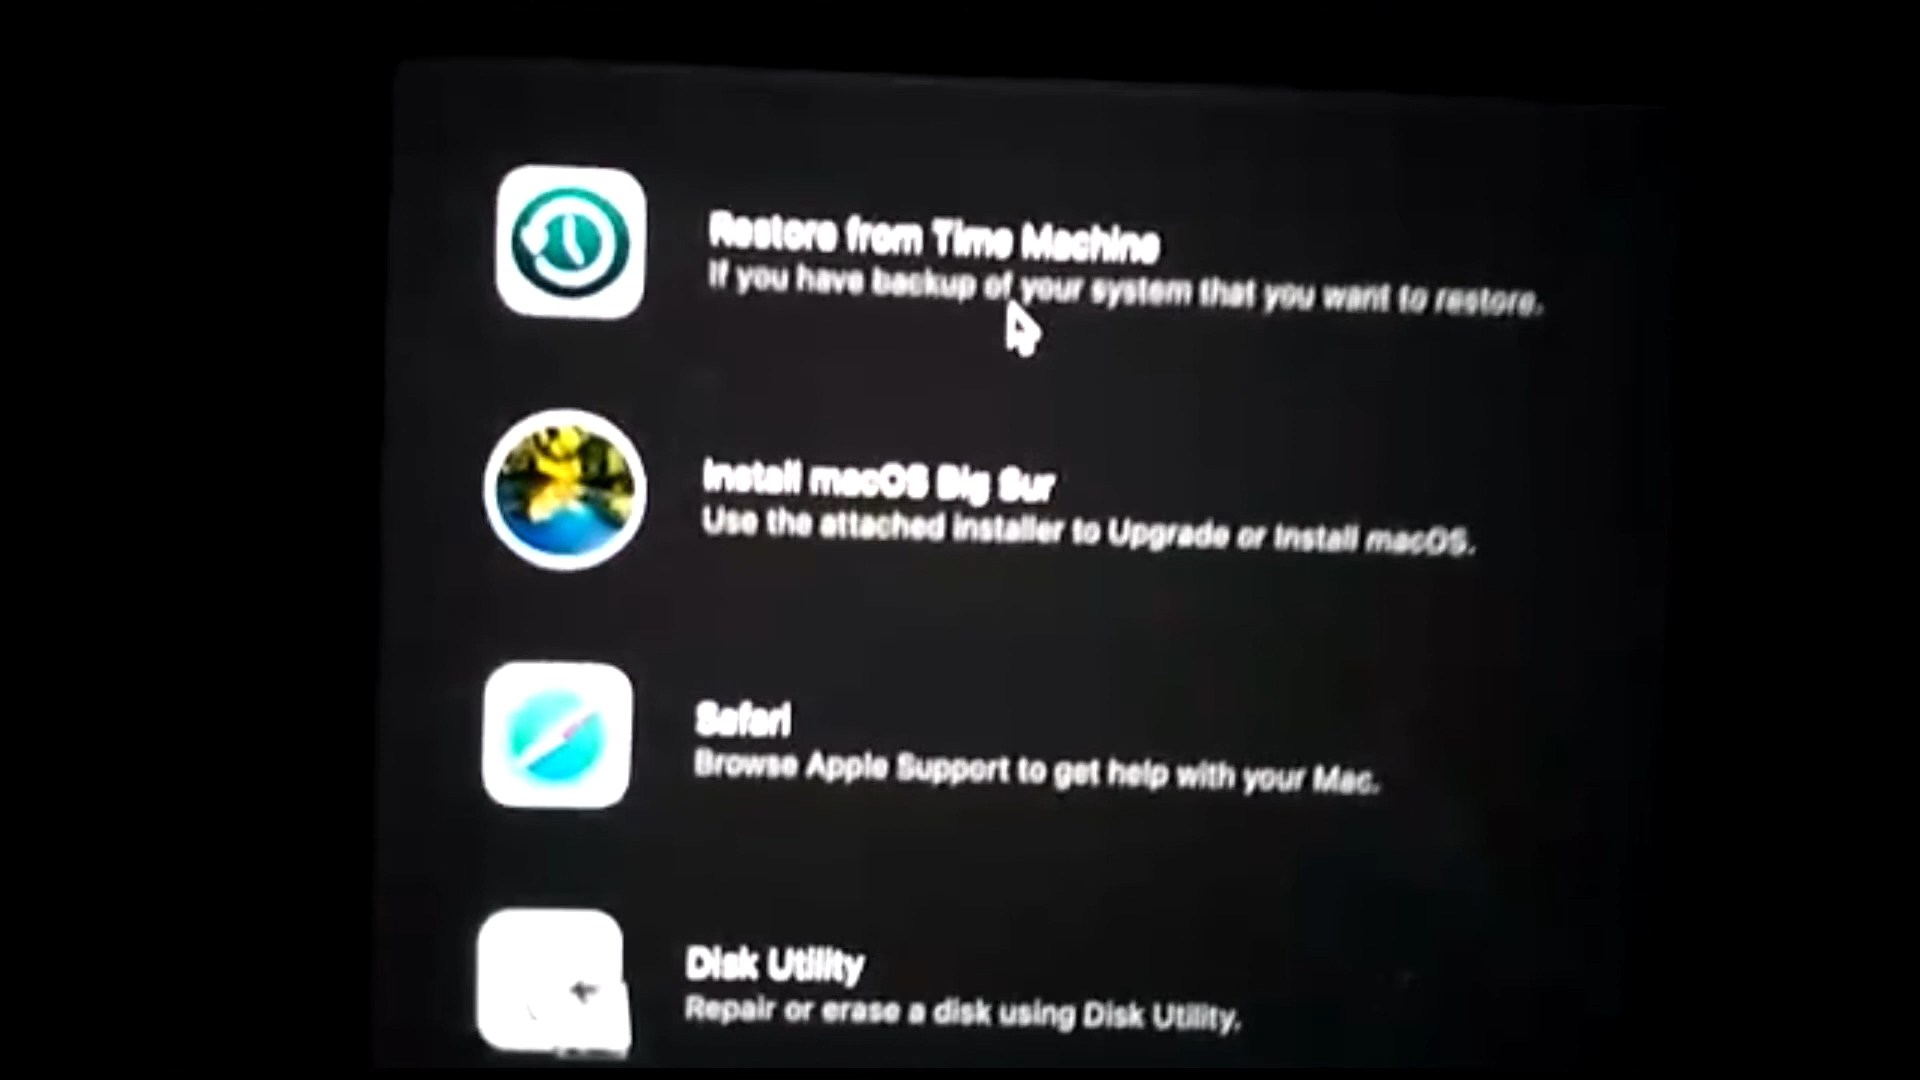 Restore from Time Machine
If you have backup of your system that you want to restore.
Install macOS Big Sur
Use the attached installer to Upgrade or Install macOS.
Safari
Browse Apple Support to get help with your Mac.
Disk Utility
Repair or erase a disk using Disk Utility.